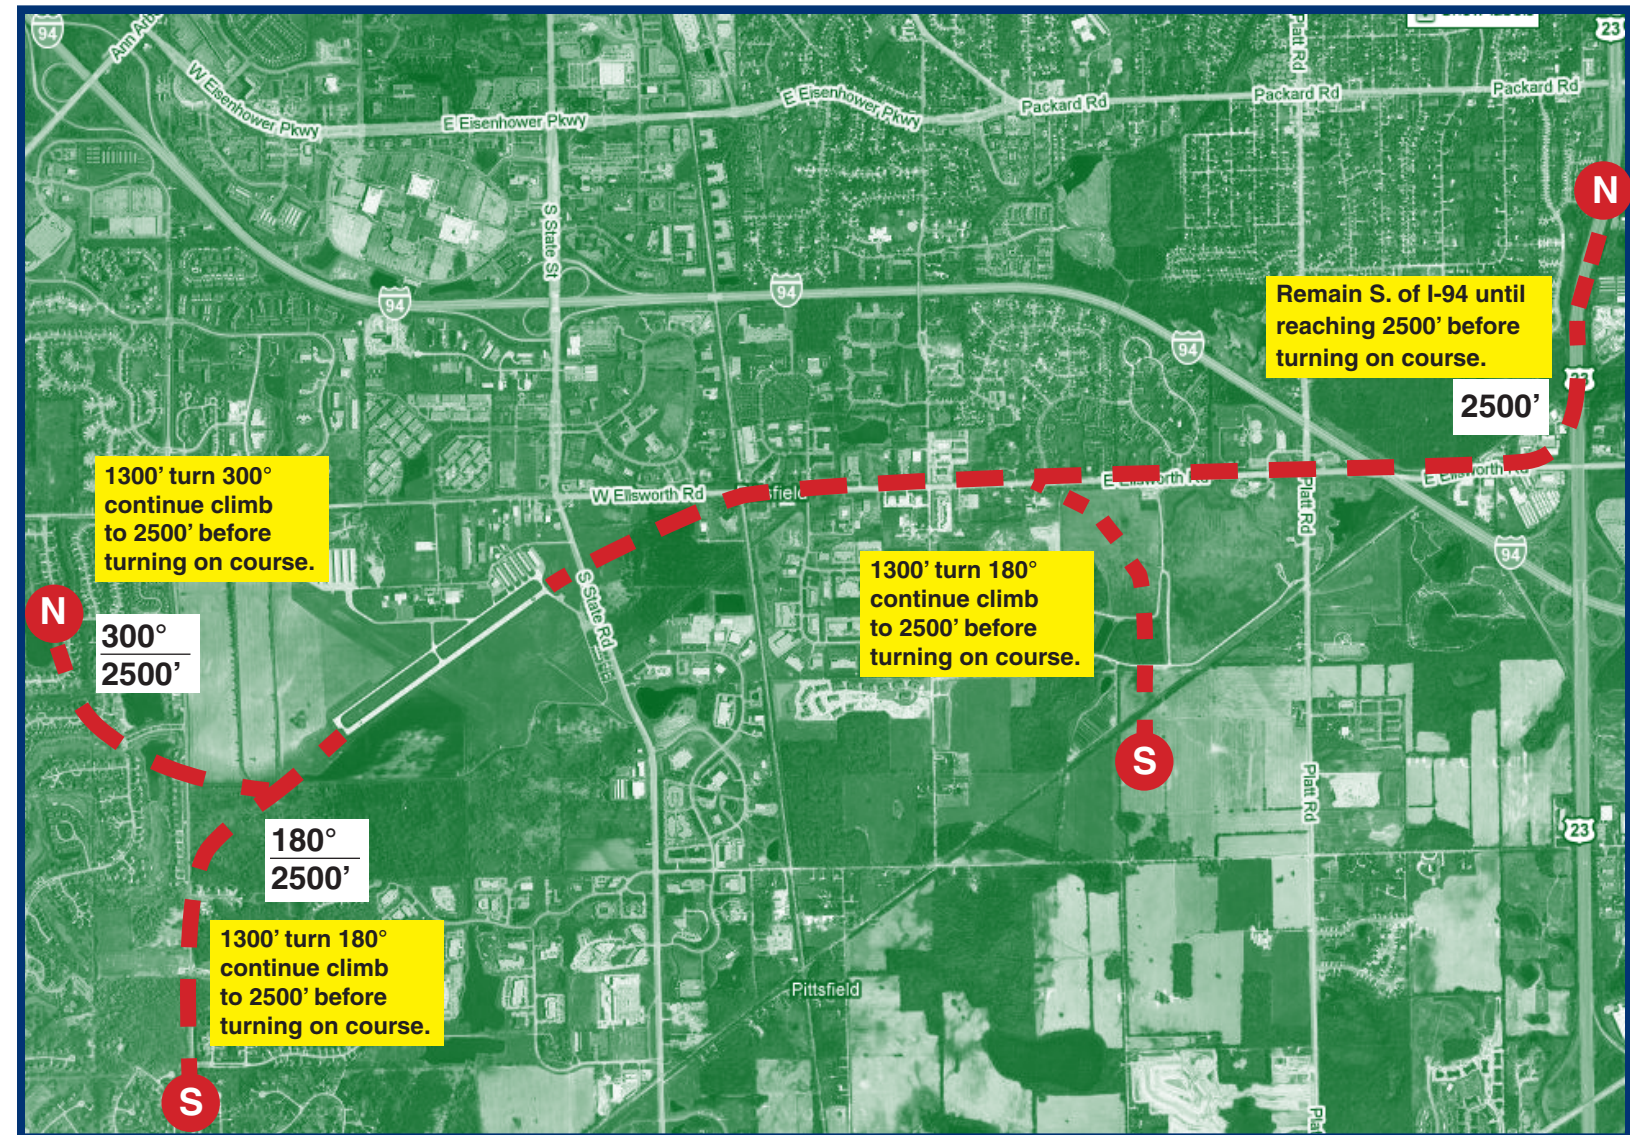 94
Ann Arb
W Eisenhower Pkwy
E Eisenhower Pkwy
E Eisenhower Pkwy
Packard Rd
Packard Rd
Packard Rd
Platt Rd
23
N
S State St
94
94
94
Remain S. of I-94 until
reaching 2500’ before
turning on course.
23
2500’
1300’ turn 300°
continue climb
to 2500’ before
turning on course.
W Ellsworth Rd
Pittsfield
E Ellsworth Rd
E Ellsworth Rd
Platt Rd
94
N
300°
2500’
S State Rd
1300’ turn 180°
continue climb
to 2500’ before
turning on course.
S
Platt Rd
23
180°
2500’
1300’ turn 180°
continue climb
to 2500’ before
turning on course.
Pittsfield
S
Pla